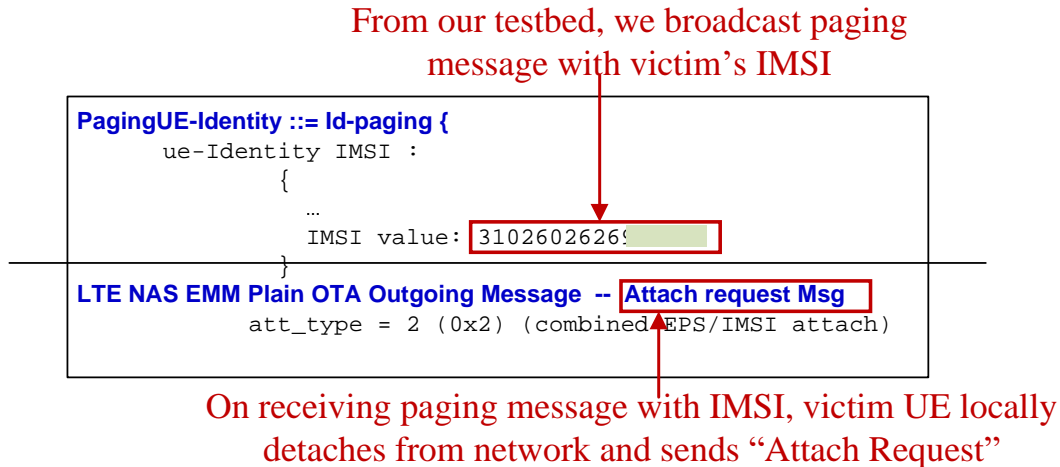 From our testbed, we broadcast paging
message with victim's IMSI
PagingUE-Identity ::= Id-paging {
ue-Identity IMSI :
{
…
IMSI value: 31026026269
}
LTE NAS EMM Plain OTA Outgoing Message -- Attach request Msg
att_type = 2 (0x2) (combined EPS/IMSI attach)
On receiving paging message with IMSI, victim UE locally
detaches from network and sends “Attach Request”